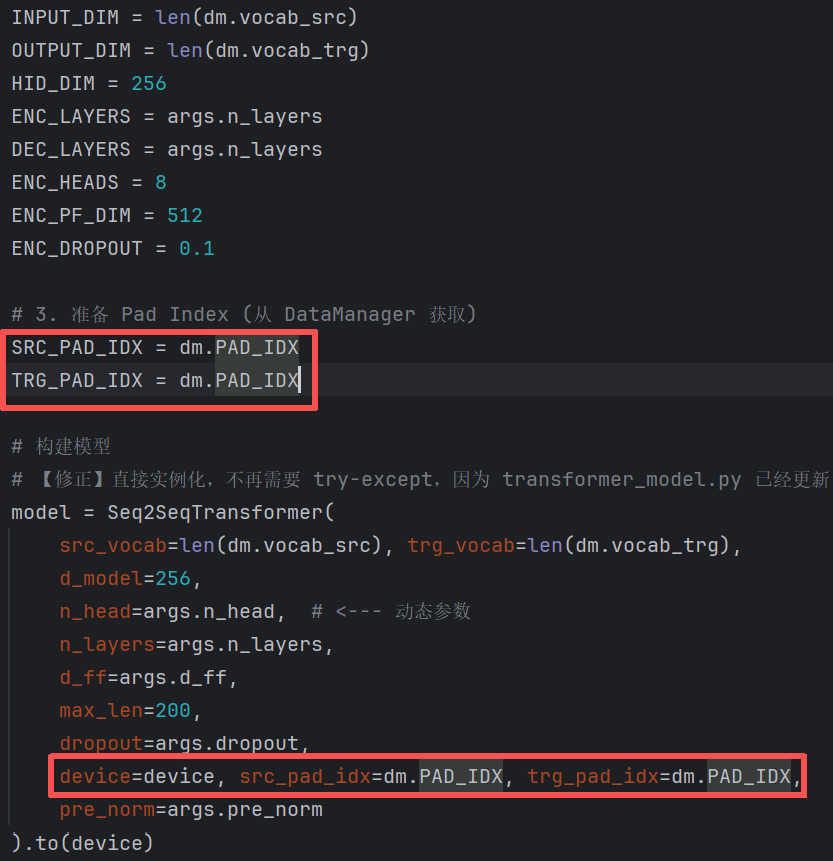 INPUT_DIM = len(dm.vocab_src)
OUTPUT_DIM = len(dm.vocab_trg)
HID_DIM = 256
ENC_LAYERS = args.n_layers
DEC_LAYERS = args.n_layers
ENC_HEADS = 8
ENC_PF_DIM = 512
ENC_DROPOUT = 0.1
# 3. 准备 Pad Index (从 DataManager 获取)
SRC_PAD_IDX = dm.PAD_IDX
TRG_PAD_IDX = dm.PAD_IDX
# 构建模型
# 【修正】直接实例化，不再需要 try-except，因为 transformer_model.py 已经更新
model = Seq2SeqTransformer(
    src_vocab=len(dm.vocab_src), trg_vocab=len(dm.vocab_trg),
    d_model=256,
    n_head=args.n_head,  # <--- 动态参数
    n_layers=args.n_layers,
    d_ff=args.d_ff,
    max_len=200,
    dropout=args.dropout,
    device=device, src_pad_idx=dm.PAD_IDX, trg_pad_idx=dm.PAD_IDX,
    pre_norm=args.pre_norm
).to(device)